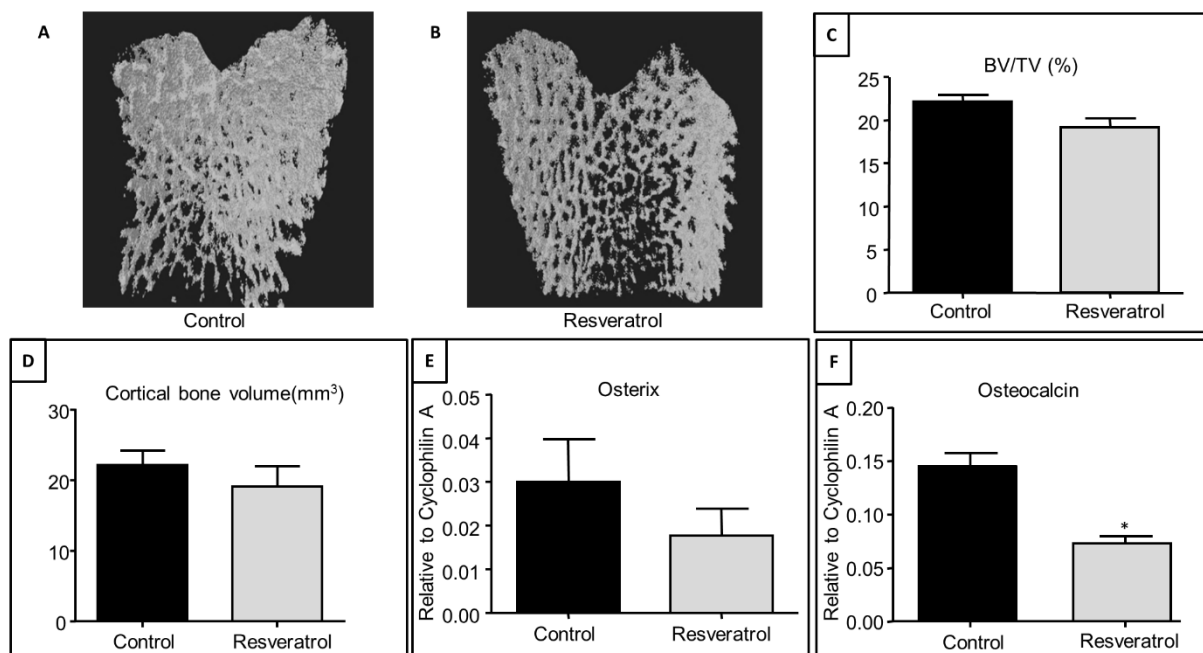 A
Control
B
Resveratrol
C
BV/TV (%)
25
20
15
10
5
0
Control
Resveratrol
D
Cortical bone volume(mm³)
30
20
10
0
Control
Resveratrol
E
Osterix
Relative to Cyclophilin A
0.05
0.04
0.03
0.02
0.01
0.00
Control
Resveratrol
F
Osteocalcin
Relative to Cyclophilin A
0.20
0.15
0.10
0.05
0.00
*
Control
Resveratrol